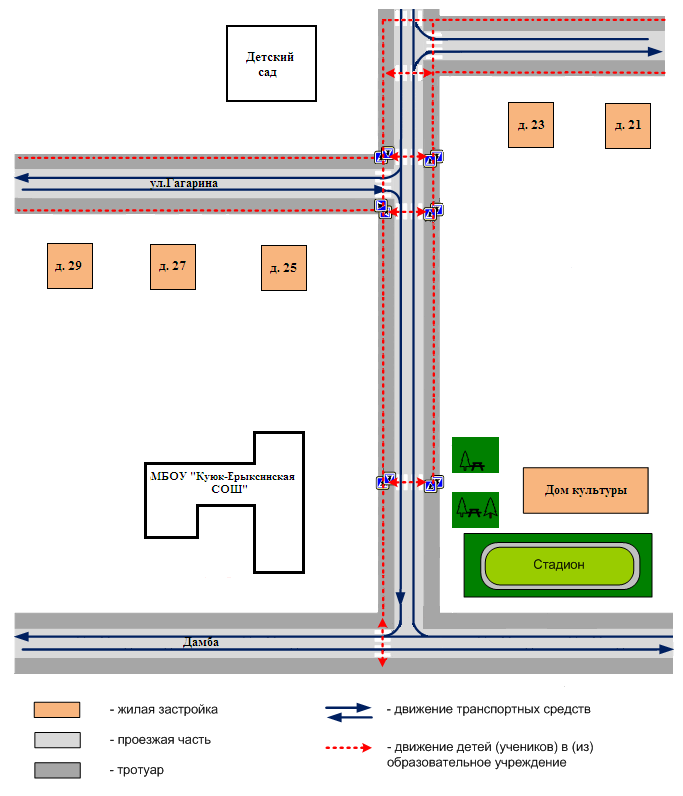 Детский
сад
д. 23
д. 21
ул.Гагарина
д. 29
д. 27
д. 25
МБОУ "Куюк-Ерыксинская
СОШ"
Дом культуры
Стадион
Дамба
- жилая застройка
- проезжая часть
- тротуар
- движение транспортных средств
- движение детей (учеников) в (из)
образовательное учреждение